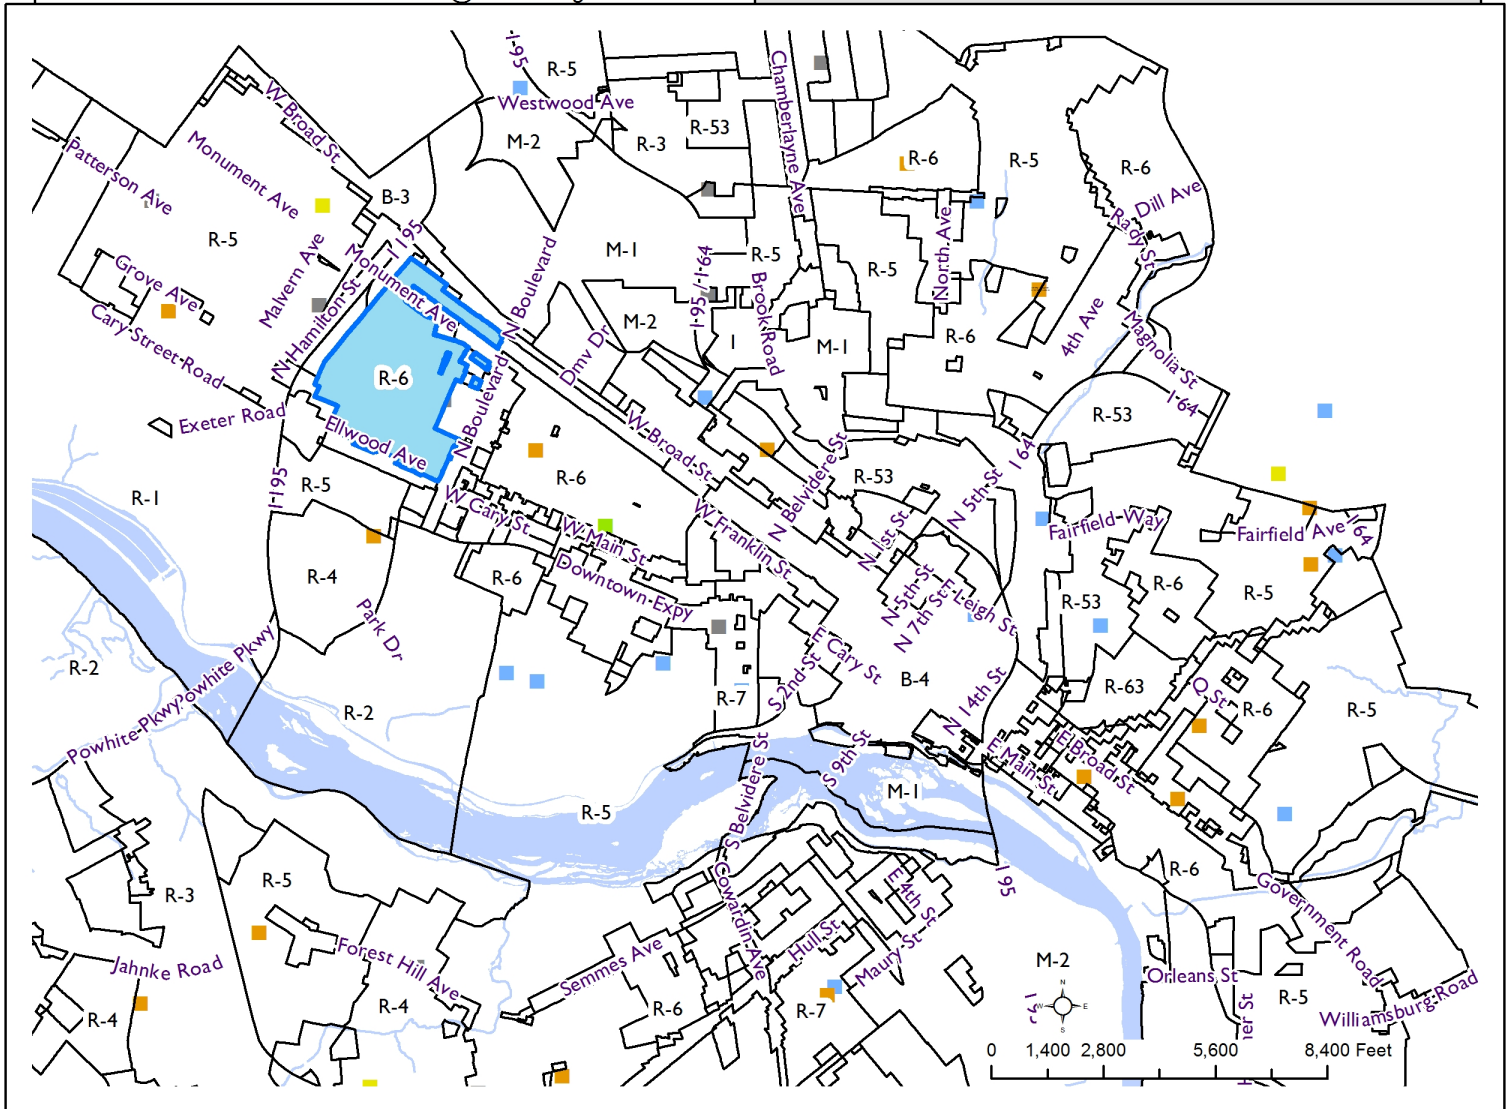 I-95
R-5
Westwood Ave
Chamberlayne Ave
W Broad St
M-2
R-3
R-53
R-6
R-5
R-6
Patterson Ave
Monument Ave
B-3
Dill Ave
Rady St
R-5
I-195
Malvern Ave
Monument Ave
N Boulevard
M-1
I-95 / I-64
R-5
R-5
North Ave
Grove Ave
N Hamilton St
Brook Road
4th Ave
Cary Street Road
M-2
I
M-1
R-6
Magnolia St
R-6
Dmv Dr
I-64
Exeter Road
Ellwood Ave
N Boulevard
W Broad St
R-53
R-5
I-195
R-6
N Belvidere St
R-53
N 5th St
I 64
R-1
W Cary St
W Main St
W Franklin St
N 1st St
Fairfield Way
Fairfield Ave
I-64
R-4
R-6
Downtown Expy
N 5th St
N 7th St
E Leigh St
R-53
R-6
R-5
Park Dr
R-2
Powhite Pkwy
Powhite Pkwy
R-2
R-7
S 2nd St
E Cary St
B-4
N 14th St
R-63
Q St
R-6
R-5
S Belvidere St
S 9th St
E Main St
E Broad St
R-5
M-1
R-3
R-5
Cowardin Ave
E 4th St
I 95
R-6
Government Road
Jahnke Road
Forest Hill Ave
Semmes Ave
Hull St
Maury St
M-2
Orleans St
R-4
R-4
R-6
R-7
R-5
Williamsburg Road
N
W E
S
0 1,400 2,800 5,600 8,400 Feet